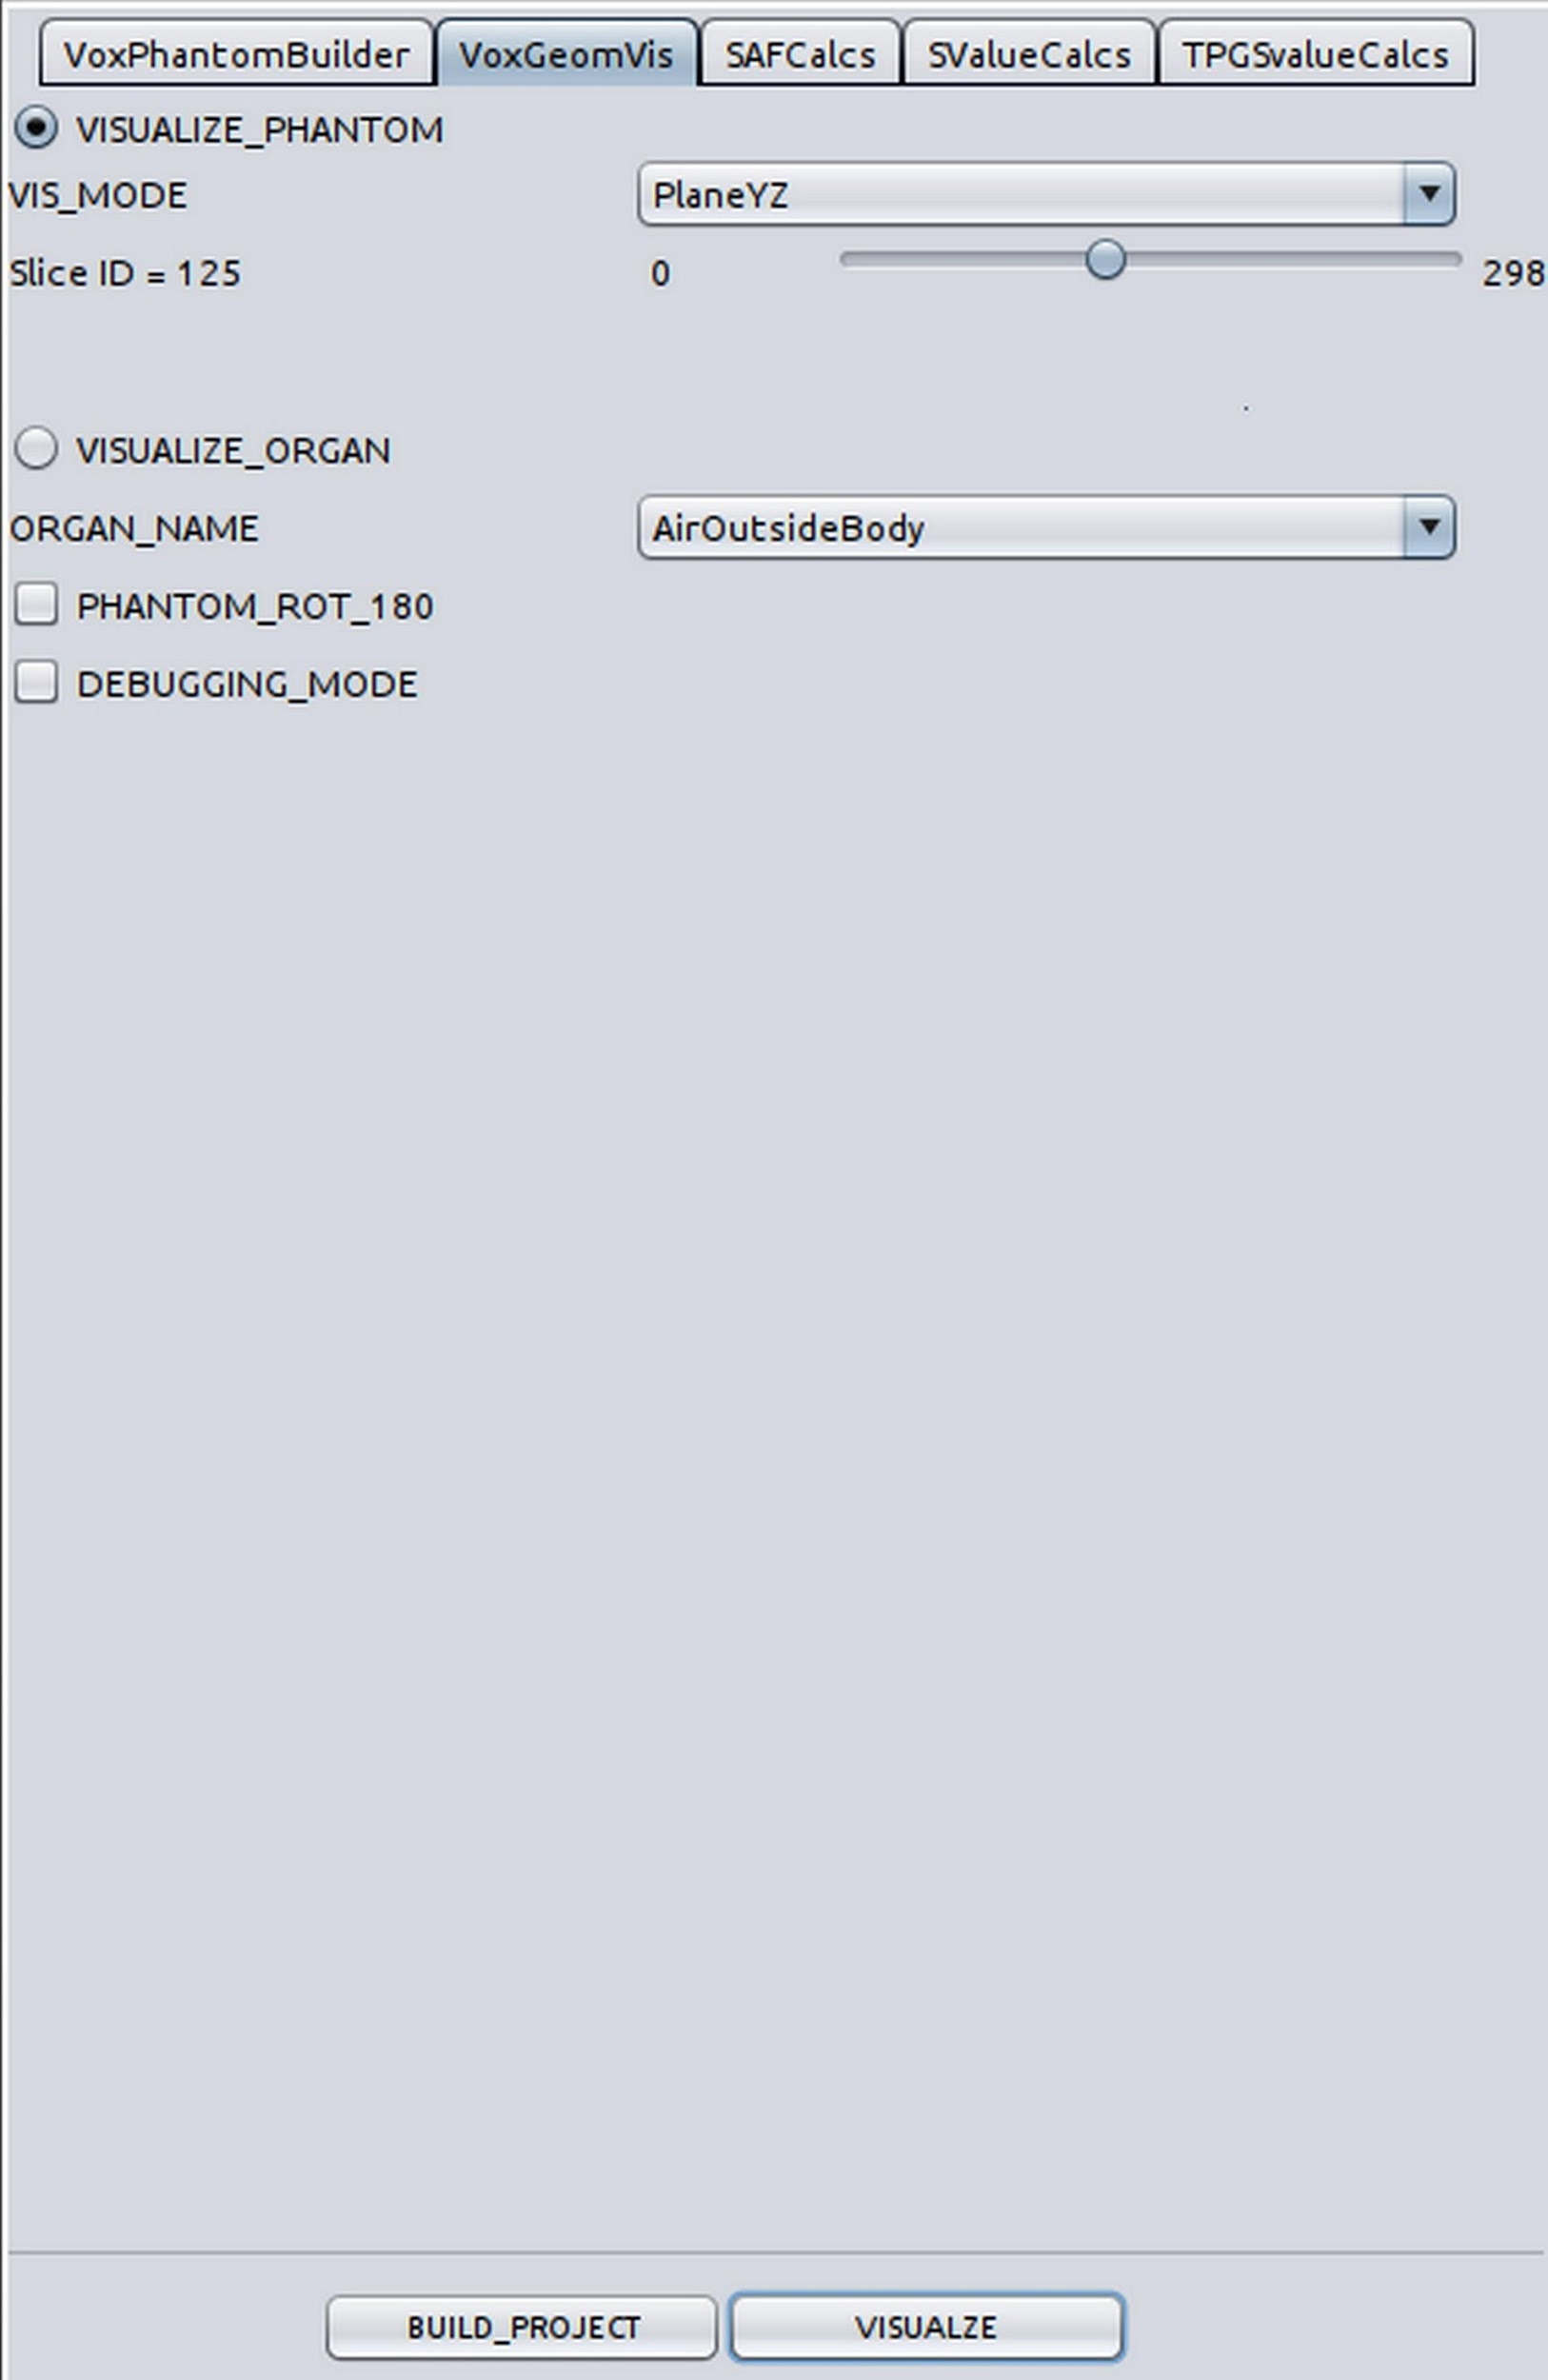 VoxPhantomBuilder VoxGeomVis SAFCalcs SValueCalcs TPGSvalueCalcs
VISUALIZE_PHANTOM
VIS_MODE PlaneYZ
Slice ID = 125 0 298
VISUALIZE_ORGAN
ORGAN_NAME AirOutsideBody
PHANTOM_ROT_180
DEBUGGING_MODE
BUILD_PROJECT VISUALZE